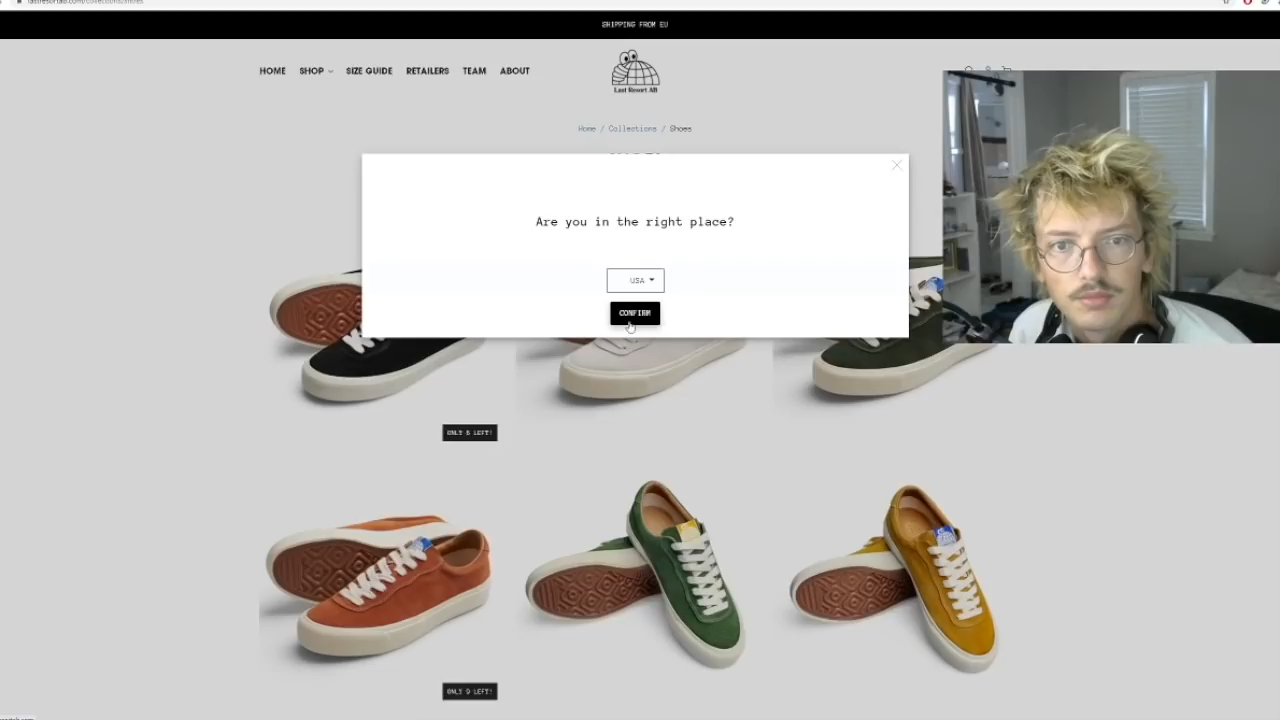 SHIPPING FROM EU
HOME SHOP SIZE GUIDE RETAILERS TEAM ABOUT
Last Resort AB
Home / Collections / Shoes
Are you in the right place?
USA
CONFIRM
ONLY 5 LEFT!
ONLY 9 LEFT!